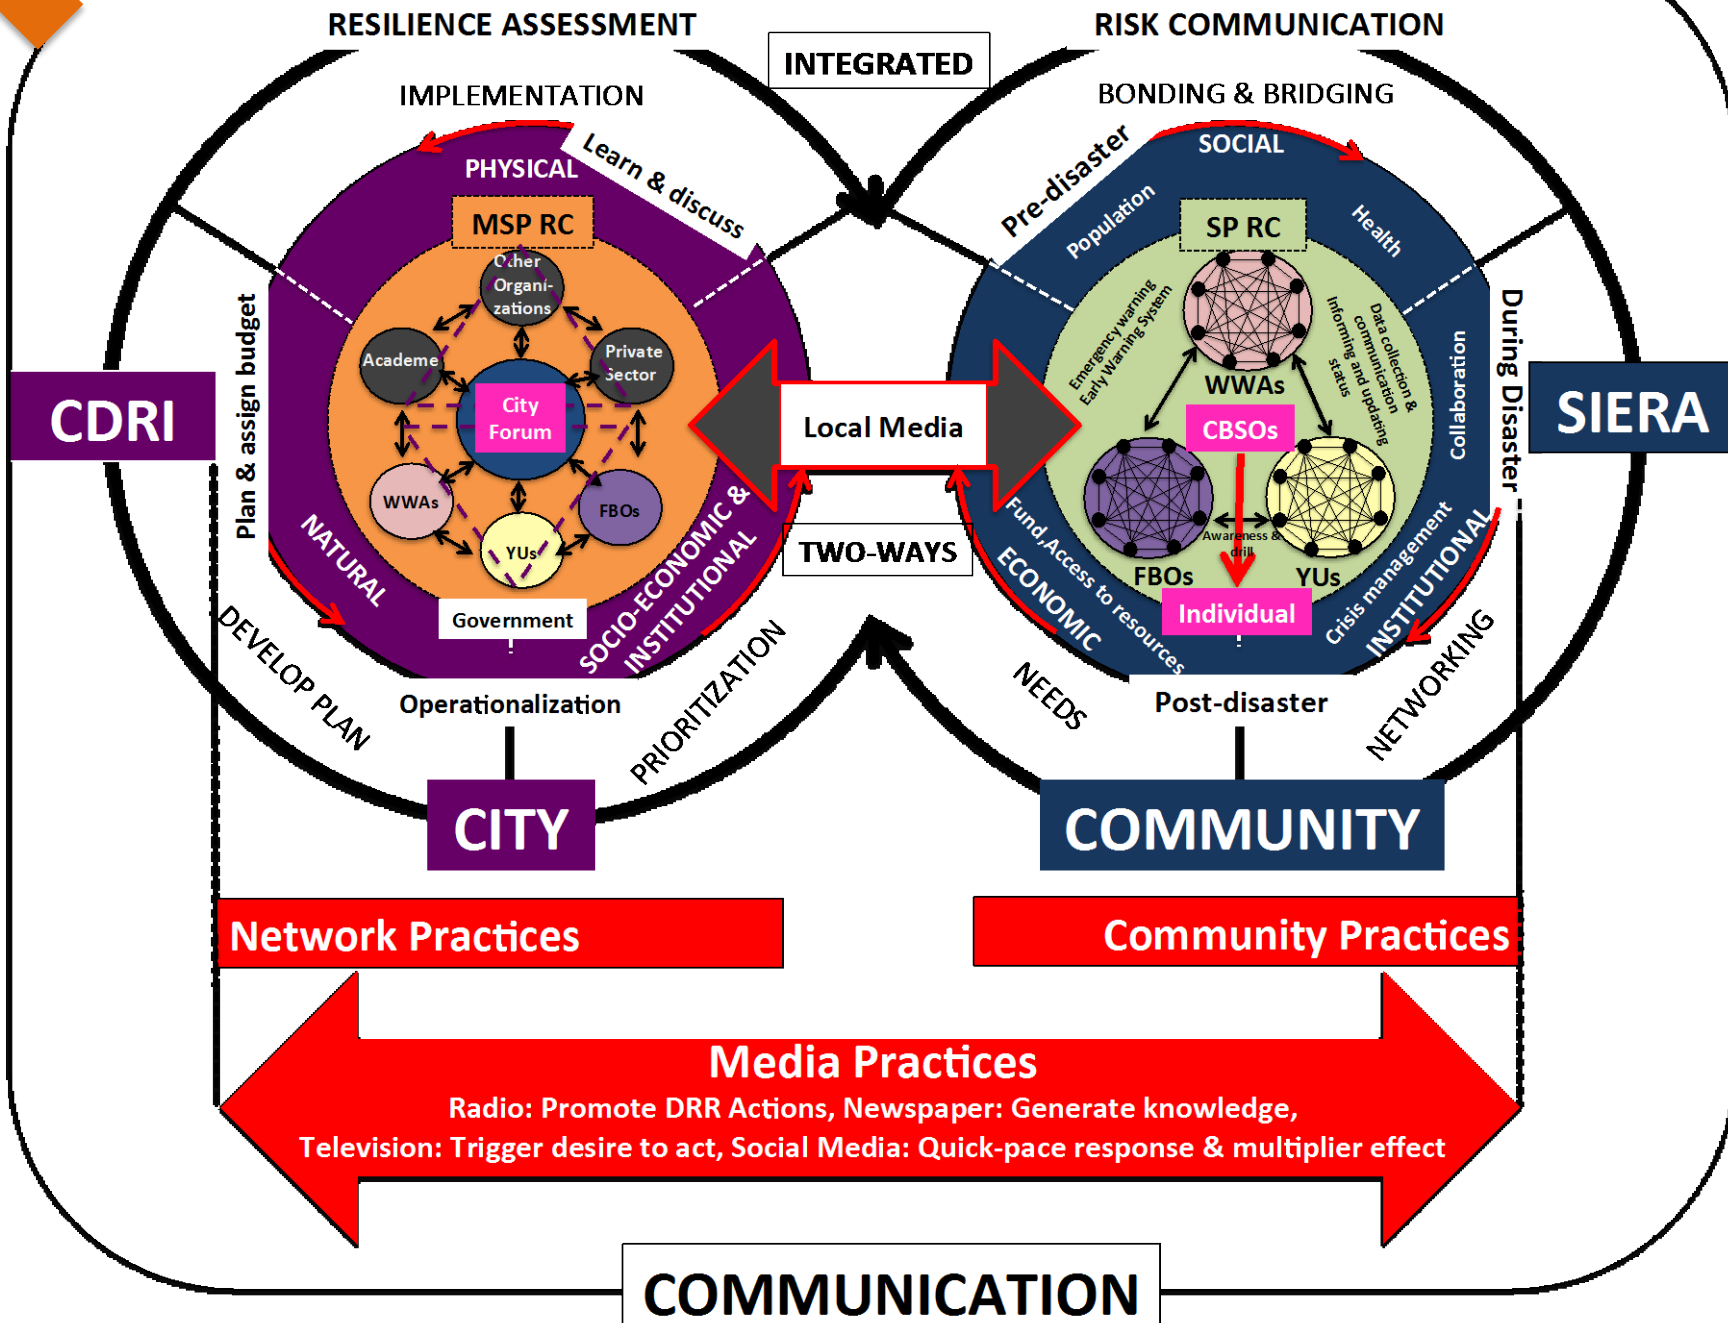 RESILIENCE ASSESSMENT
RISK COMMUNICATION
INTEGRATED
IMPLEMENTATION
BONDING & BRIDGING
PHYSICAL
Learn & discuss
Pre-disaster
SOCIAL
Population
Health
MSP RC
SP RC
Other
Organi-
zations
Academe
Private
Sector
City
Forum
WWAs
FBOs
YUs
Government
Plan & assign budget
CDRI
NATURAL
SOCIO-ECONOMIC &
INSTITUTIONAL
Local Media
TWO-WAYS
Emergency warning
Early Warning System
Data collection &
communication
Informing and updating
status
WWAs
CBSOs
Awareness &
drill
FBOs
YUs
Individual
Collaboration
During Disaster
SIERA
Fund, Access to resources
ECONOMIC
Crisis management
INSTITUTIONAL
DEVELOP PLAN
Operationalization
PRIORITIZATION
NEEDS
Post-disaster
NETWORKING
CITY
COMMUNITY
Network Practices
Community Practices
Media Practices
Radio: Promote DRR Actions, Newspaper: Generate knowledge,
Television: Trigger desire to act, Social Media: Quick-pace response & multiplier effect
COMMUNICATION